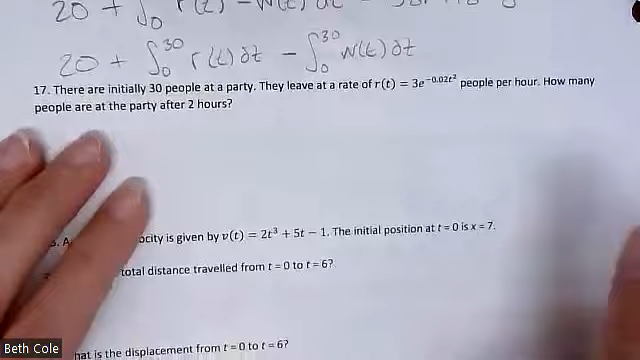 20 + ∫₀ r(t) - W(t) dt
20 + ∫₀³⁰ r(t) dt - ∫₀³⁰ W(t) dt
17. There are initially 30 people at a party. They leave at a rate of r(t) = 3e^{-0.02t²} people per hour. How many
people are at the party after 2 hours?
ocity is given by v(t) = 2t³ + 5t − 1. The initial position at t = 0 is x = 7.
total distance travelled from t = 0 to t = 6?
hat is the displacement from t = 0 to t = 6?
Beth Cole